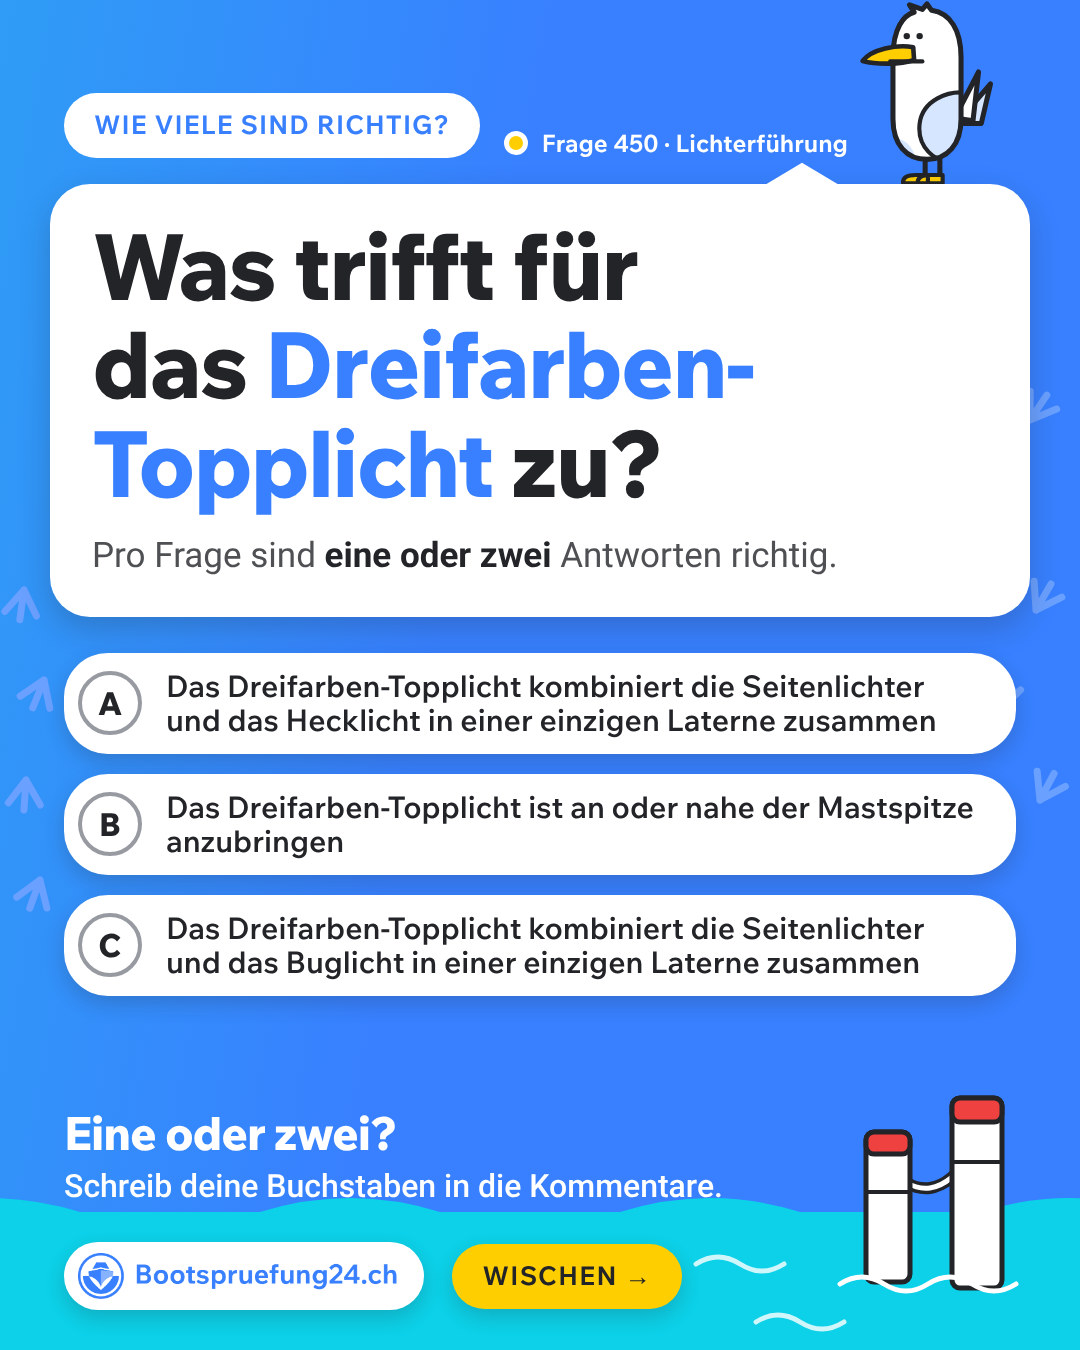 WIE VIELE SIND RICHTIG?
Frage 450 · Lichterführung
Was trifft für
das Dreifarben-
Topplicht zu?
Pro Frage sind eine oder zwei Antworten richtig.
A
Das Dreifarben-Topplicht kombiniert die Seitenlichter
und das Hecklicht in einer einzigen Laterne zusammen
B
Das Dreifarben-Topplicht ist an oder nahe der Mastspitze
anzubringen
C
Das Dreifarben-Topplicht kombiniert die Seitenlichter
und das Buglicht in einer einzigen Laterne zusammen
Eine oder zwei?
Schreib deine Buchstaben in die Kommentare.
Bootspruefung24.ch
WISCHEN →